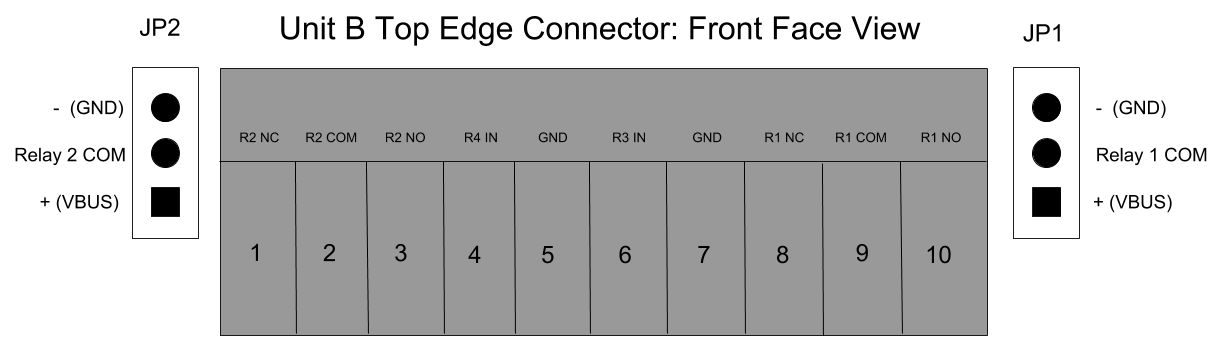 JP2
Unit B Top Edge Connector: Front Face View
JP1
- (GND)
Relay 2 COM
+ (VBUS)
R2 NC R2 COM R2 NO R4 IN GND R3 IN GND R1 NC R1 COM R1 NO
1 2 3 4 5 6 7 8 9 10
- (GND)
Relay 1 COM
+ (VBUS)